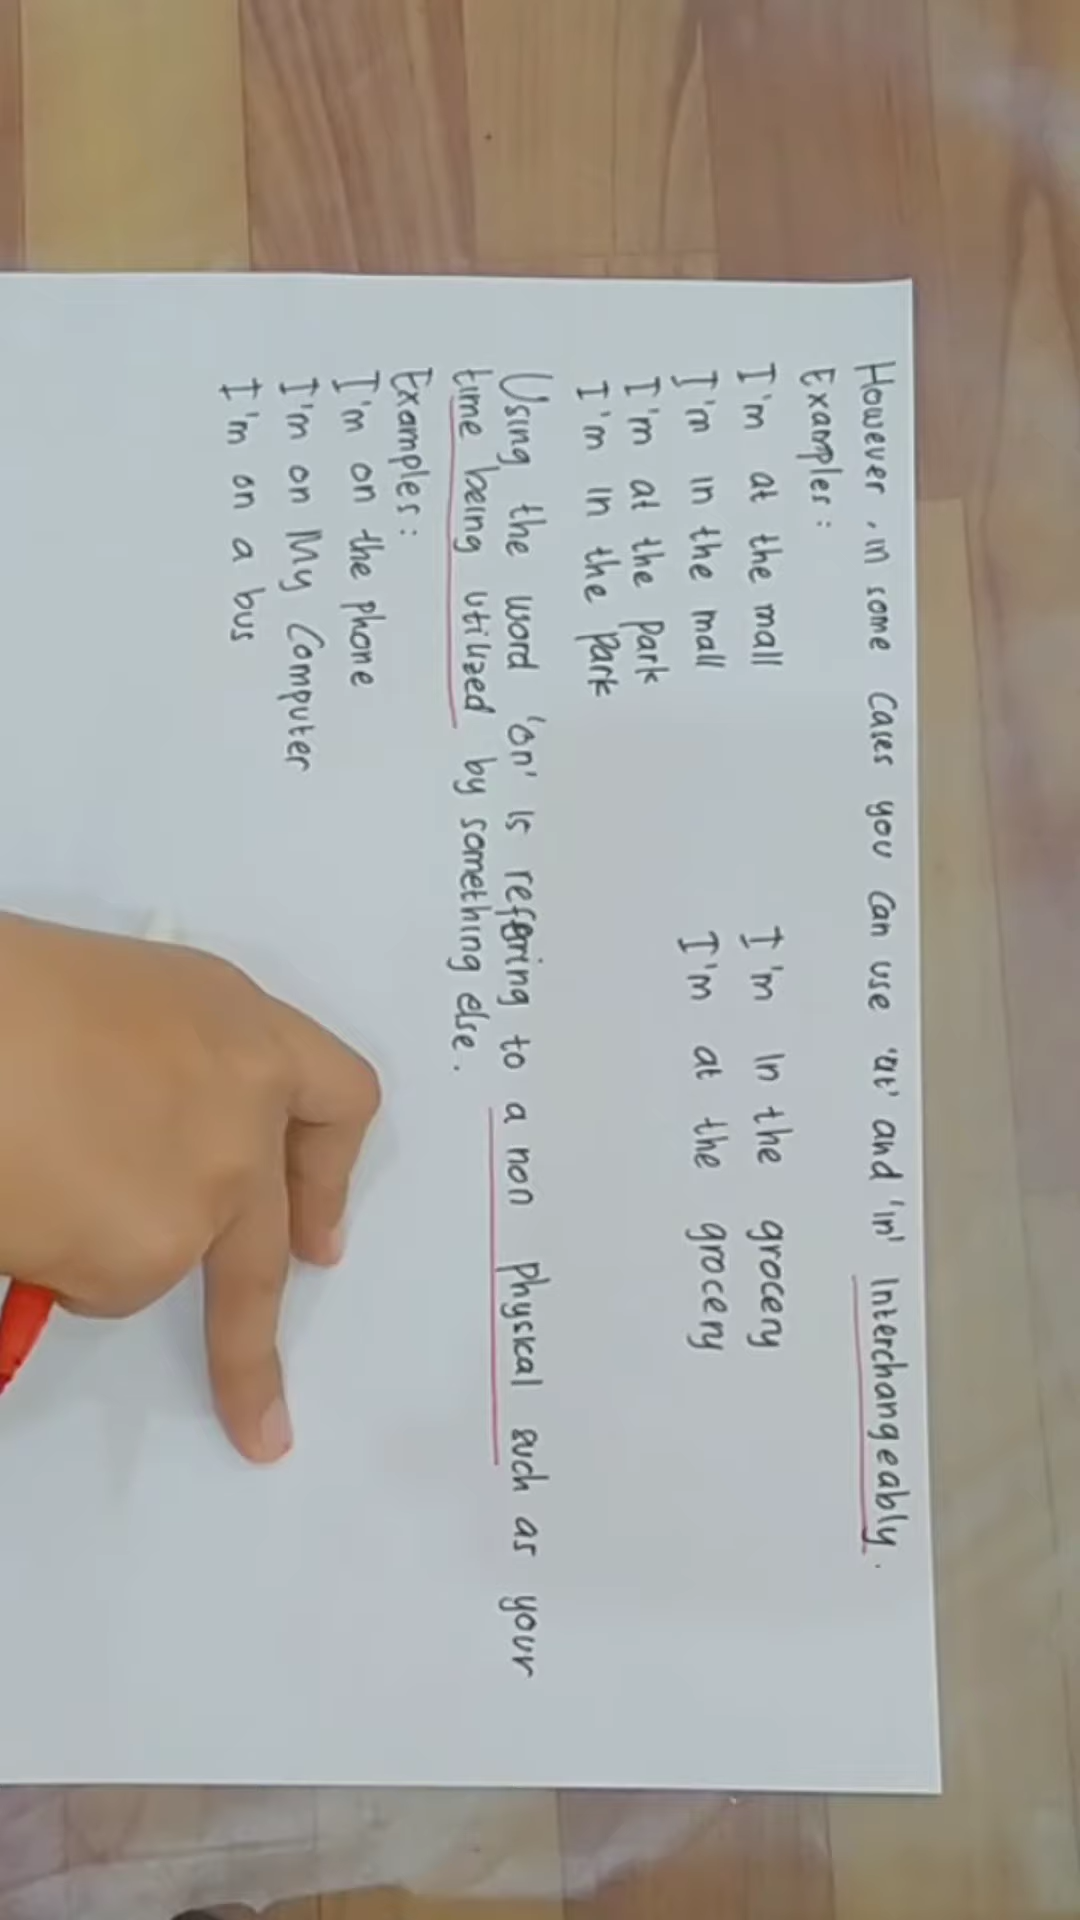 However, in some cases you can use 'at' and 'in' Interchangeably.
Examples:
I'm at the mall
I'm in the mall
I'm at the park
I'm in the park
I'm in the grocery
I'm at the grocery
Using the word 'on' is refering to a non physical such as your
time being utilized by something else.
Examples:
I'm on the phone
I'm on My Computer
I'm on a bus